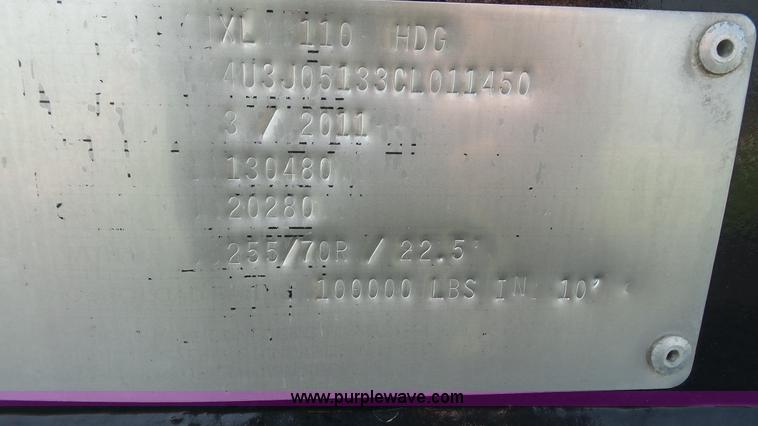 XL 110 HDG
4U3J05133CL011450
3 / 2011
130480
20280
255/70R / 22.5
100000 LBS IN 10'
www.purplewave.com